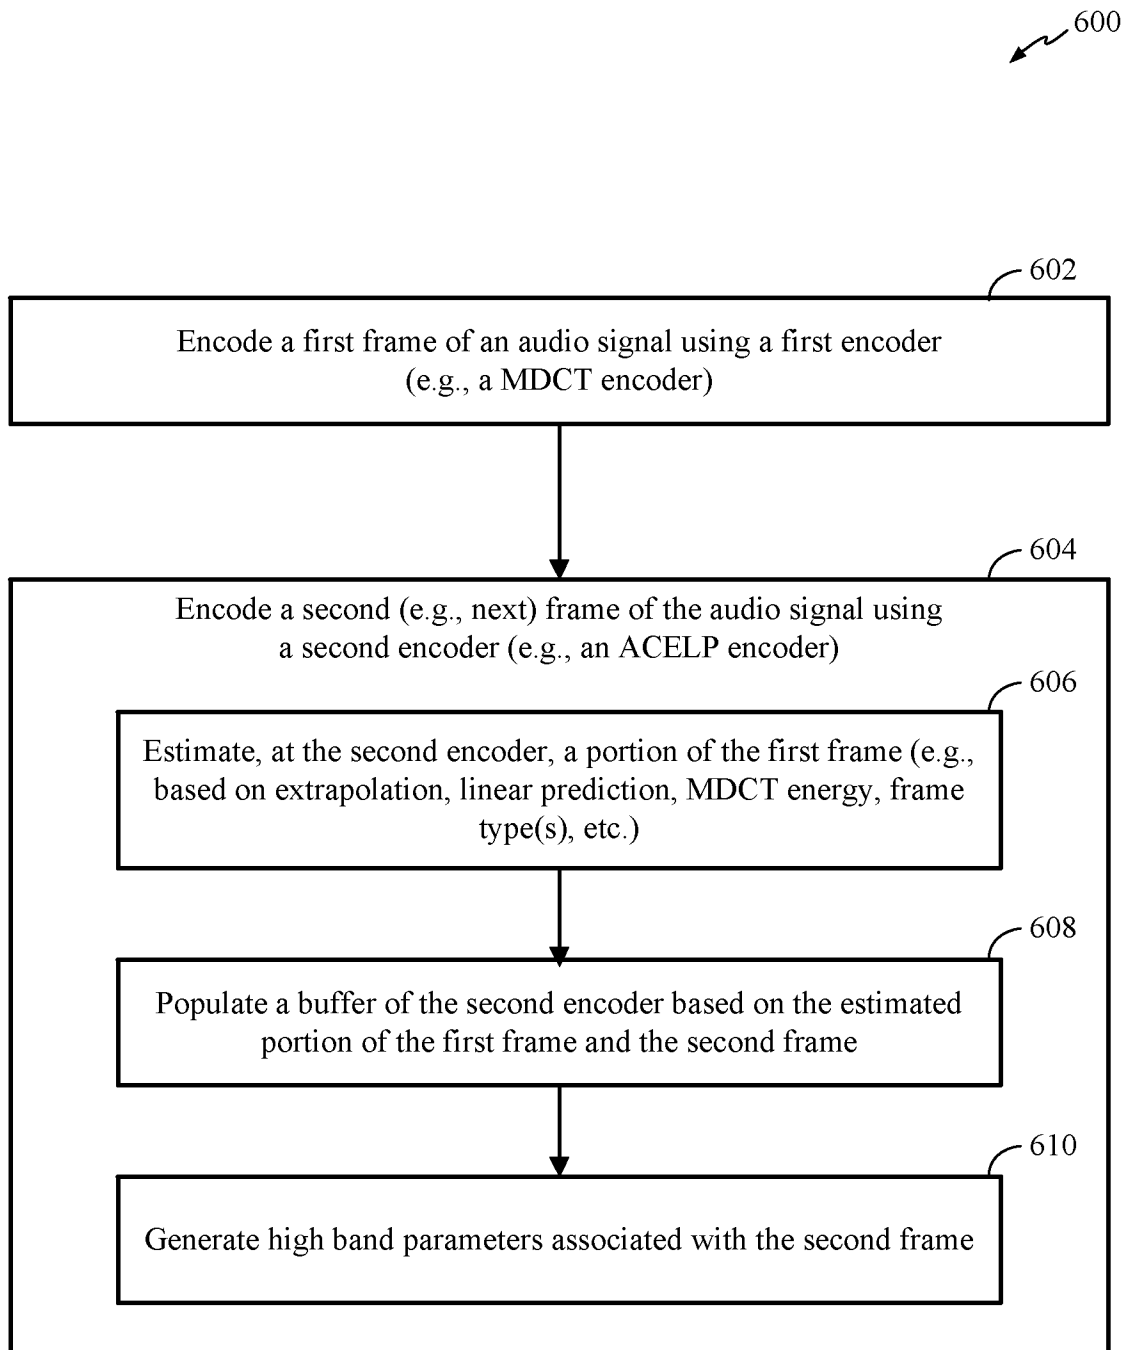 600
602
Encode a first frame of an audio signal using a first encoder
(e.g., a MDCT encoder)
604
Encode a second (e.g., next) frame of the audio signal using
a second encoder (e.g., an ACELP encoder)
606
Estimate, at the second encoder, a portion of the first frame (e.g.,
based on extrapolation, linear prediction, MDCT energy, frame
type(s), etc.)
608
Populate a buffer of the second encoder based on the estimated
portion of the first frame and the second frame
610
Generate high band parameters associated with the second frame